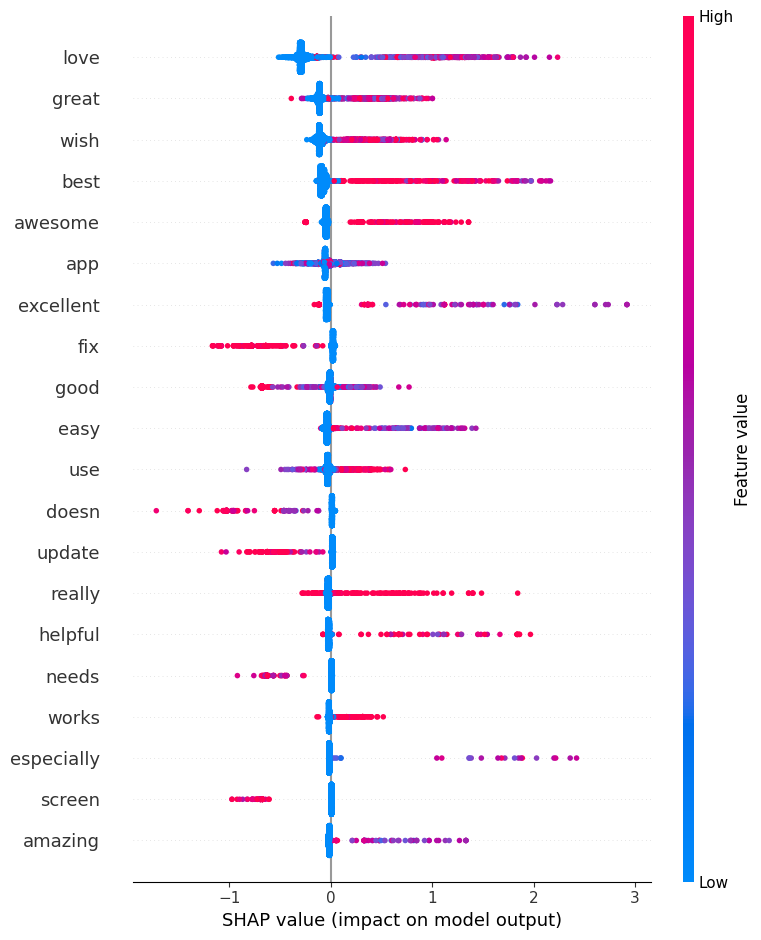 High
love
great
wish
best
awesome
app
excellent
fix
good
easy
use
doesn
update
really
helpful
needs
works
especially
screen
amazing
Feature value
Low
−1 0 1 2 3
SHAP value (impact on model output)